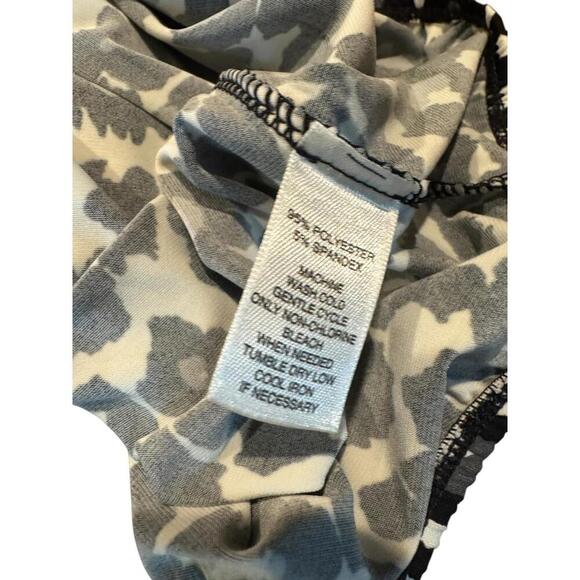 95% POLYESTER
5% SPANDEX
MACHINE
WASH COLD
GENTLE CYCLE
ONLY NON-CHLORINE
BLEACH
WHEN NEEDED
TUMBLE DRY LOW
COOL IRON
IF NECESSARY